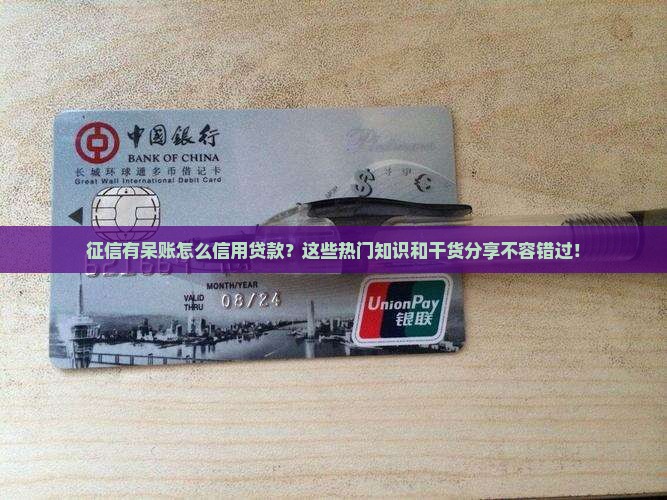 中国银行
BANK OF CHINA
长城环球通多币借记卡
Great Wall International Debit Card
Platinum
征信有呆账怎么信用贷款？这些热门知识和干货分享不容错过！
MONTH/YEAR
VALID THRU 08/24
UnionPay
银联